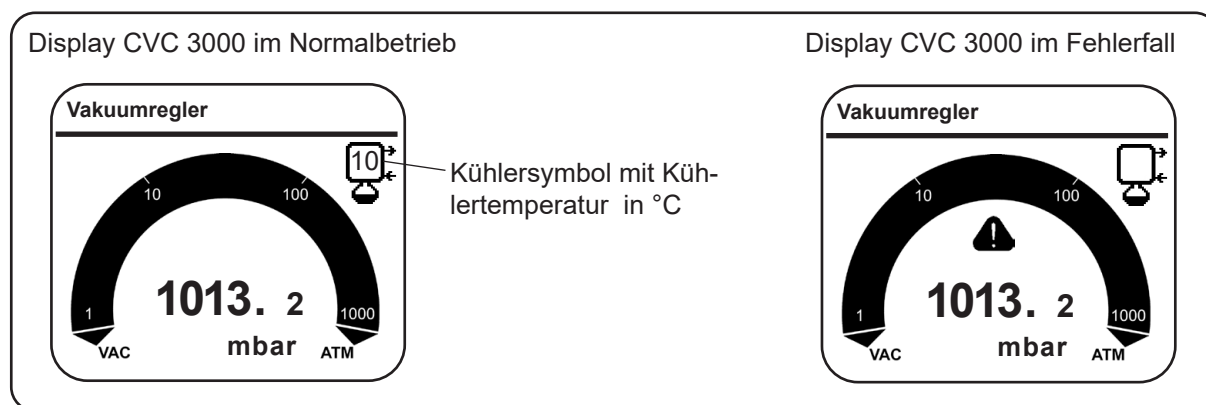 Display CVC 3000 im Normalbetrieb
Vakuumregler
10
10
100
Kühlersymbol mit Küh-
lertemperatur in °C
1013. 2
1
1000
VAC
mbar
ATM
Display CVC 3000 im Fehlerfall
Vakuumregler
10
100
!
1013. 2
1
1000
VAC
mbar
ATM